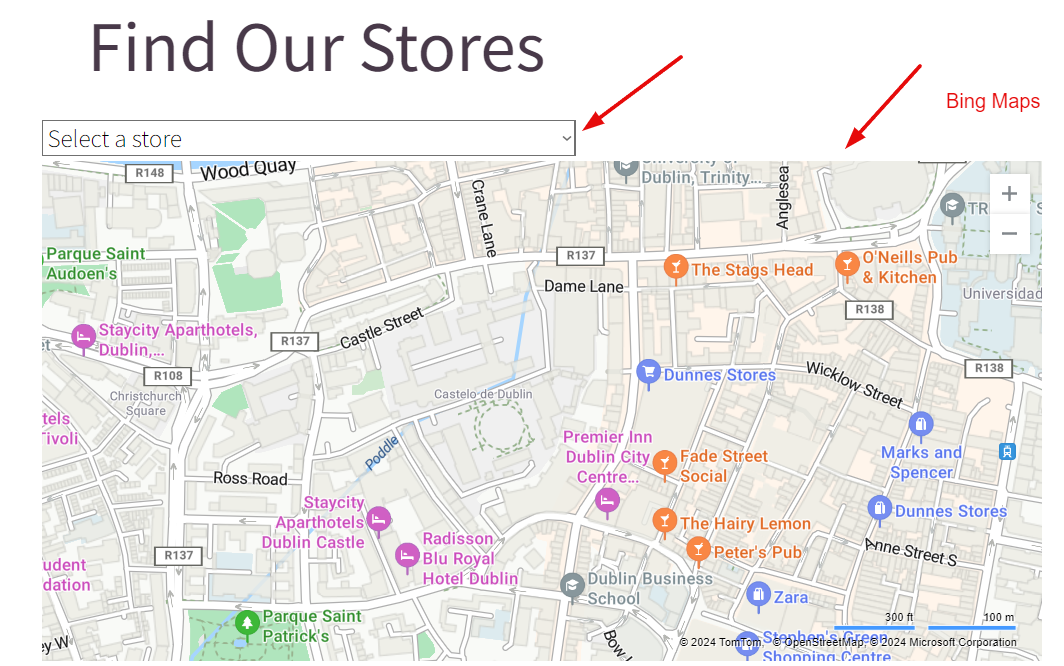 Find Our Stores
Bing Maps
Select a store
R148
Wood Quay
Crane Lane
Dublin, Trinity...
Anglesea
Parque Saint
Audoen's
R137
The Stags Head
O'Neills Pub
& Kitchen
Dame Lane
Universidad
R138
Castle Street
R137
Staycity Aparthotels,
Dublin,...
R108
Christchurch
Square
Castelo de Dublin
Dunnes Stores
Wicklow Street
R138
Poddle
Marks and
Spencer
Premier Inn
Dublin City
Centre...
Fade Street
Social
Ross Road
Staycity
Aparthotels
Dublin Castle
Dunnes Stores
The Hairy Lemon
Radisson
Blu Royal
Hotel Dublin
Peter's Pub
Anne Street S
R137
Dublin Business
School
Zara
Parque Saint
Patrick's
300 ft
100 m
Stephen's Green
Shopping Centre
© 2024 TomTom, © OpenStreetMap, © 2024 Microsoft Corporation